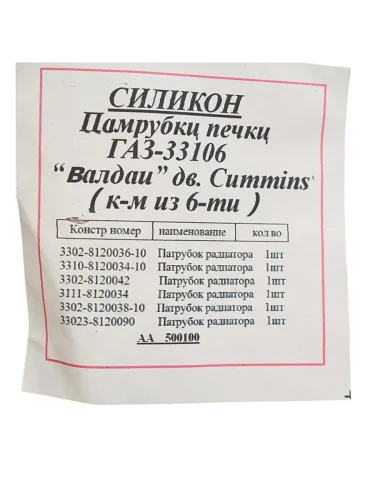 СИЛИКОН
Патрубки печки
ГАЗ-33106
"Валдаи" дв. Cummins"
( к-м из 6-ти )
Констр номер наименование кол во
3302-8120036-10 Патрубок радиатора 1шт
3310-8120034-10 Патрубок радиатора 1шт
3302-8120042 Патрубок радиатора 1шт
3111-8120034 Патрубок радиатора 1шт
3302-8120038-10 Патрубок радиатора 1шт
33023-8120090 Патрубок радиатора 1шт
АА 500100